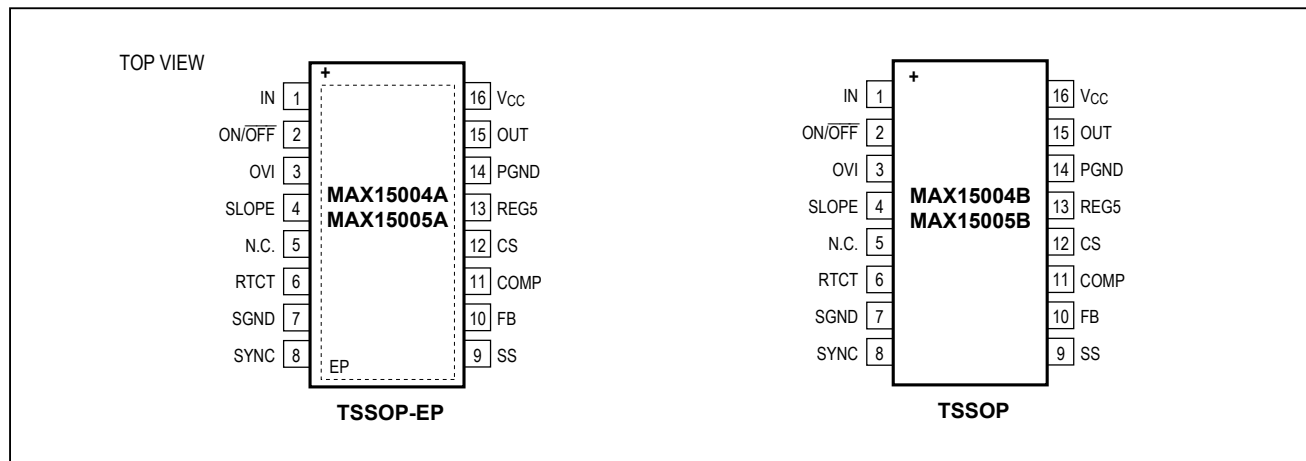 TOP VIEW
+
IN 1
16 VCC
ON/OFF 2
15 OUT
OVI 3
14 PGND
SLOPE 4
13 REG5
N.C. 5
12 CS
RTCT 6
11 COMP
SGND 7
10 FB
SYNC 8
9 SS
MAX15004A
MAX15005A
EP
TSSOP-EP
+
IN 1
16 VCC
ON/OFF 2
15 OUT
OVI 3
14 PGND
SLOPE 4
13 REG5
N.C. 5
12 CS
RTCT 6
11 COMP
SGND 7
10 FB
SYNC 8
9 SS
MAX15004B
MAX15005B
TSSOP